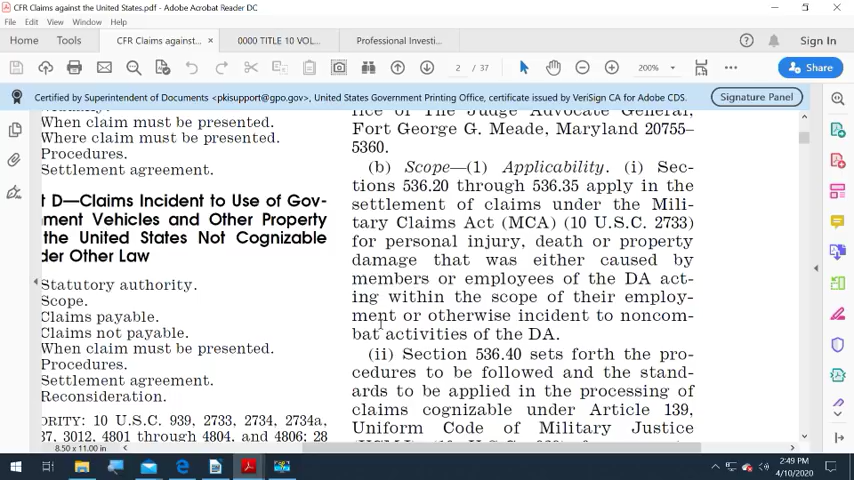 CFR Claims against the United States.pdf - Adobe Acrobat Reader DC
File Edit View Window Help
Home Tools CFR Claims against... × 0000 TITLE 10 VOL... Professional Investi... Sign In
2 / 37 200% Share
Certified by Superintendent of Documents <pkisupport@gpo.gov>, United States Government Printing Office, certificate issued by VeriSign CA for Adobe CDS. Signature Panel
When claim must be presented.
Where claim must be presented.
Procedures.
Settlement agreement.
t D—Claims Incident to Use of Gov-
nment Vehicles and Other Property
the United States Not Cognizable
der Other Law
Statutory authority.
Scope.
Claims payable.
Claims not payable.
When claim must be presented.
Procedures.
Settlement agreement.
Reconsideration.
ORITY: 10 U.S.C. 939, 2733, 2734, 2734a,
37, 3012, 4801 through 4804, and 4806; 28
8.50 x 11.00 in
fice of The Judge Advocate General,
Fort George G. Meade, Maryland 20755–
5360.
(b) Scope—(1) Applicability. (i) Sec-
tions 536.20 through 536.35 apply in the
settlement of claims under the Mili-
tary Claims Act (MCA) (10 U.S.C. 2733)
for personal injury, death or property
damage that was either caused by
members or employees of the DA act-
ing within the scope of their employ-
ment or otherwise incident to noncom-
bat activities of the DA.
(ii) Section 536.40 sets forth the pro-
cedures to be followed and the stand-
ards to be applied in the processing of
claims cognizable under Article 139,
Uniform Code of Military Justice
2:49 PM
4/10/2020